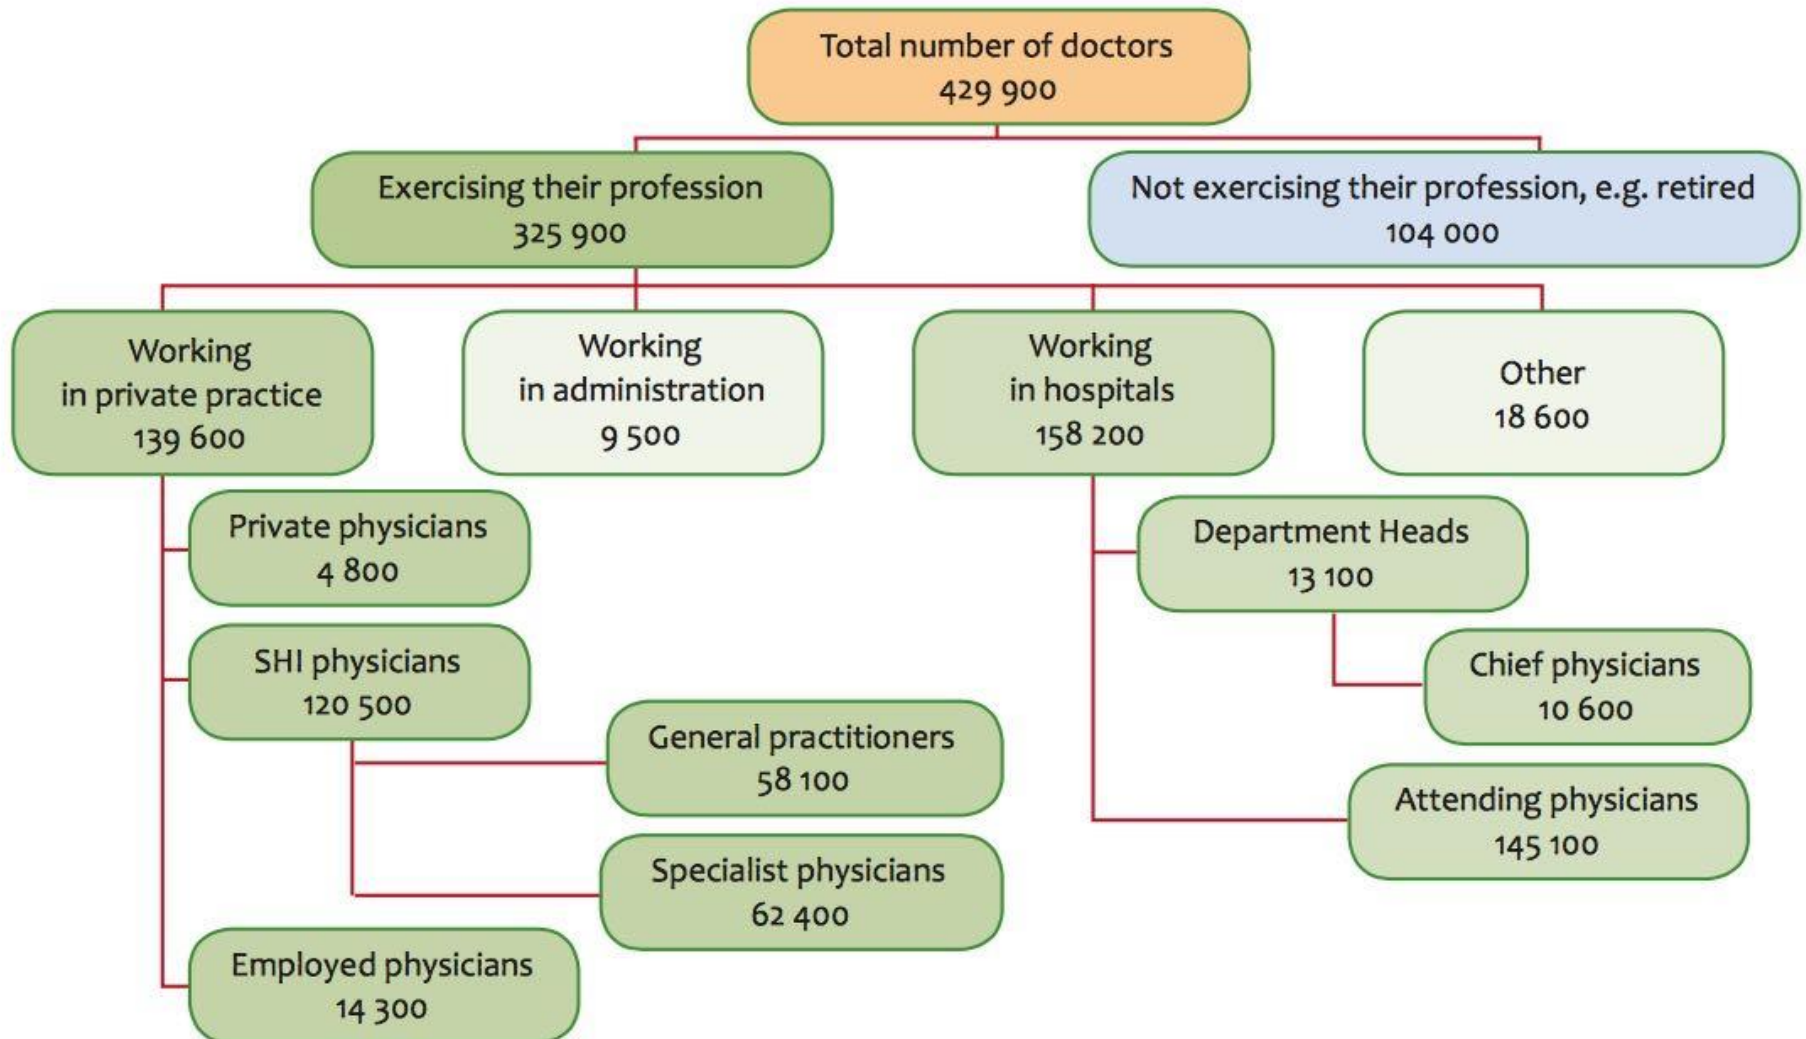 Total number of doctors
429 900
Exercising their profession
325 900
Not exercising their profession, e.g. retired
104 000
Working
in private practice
139 600
Working
in administration
9 500
Working
in hospitals
158 200
Other
18 600
Private physicians
4 800
SHI physicians
120 500
General practitioners
58 100
Specialist physicians
62 400
Employed physicians
14 300
Department Heads
13 100
Chief physicians
10 600
Attending physicians
145 100